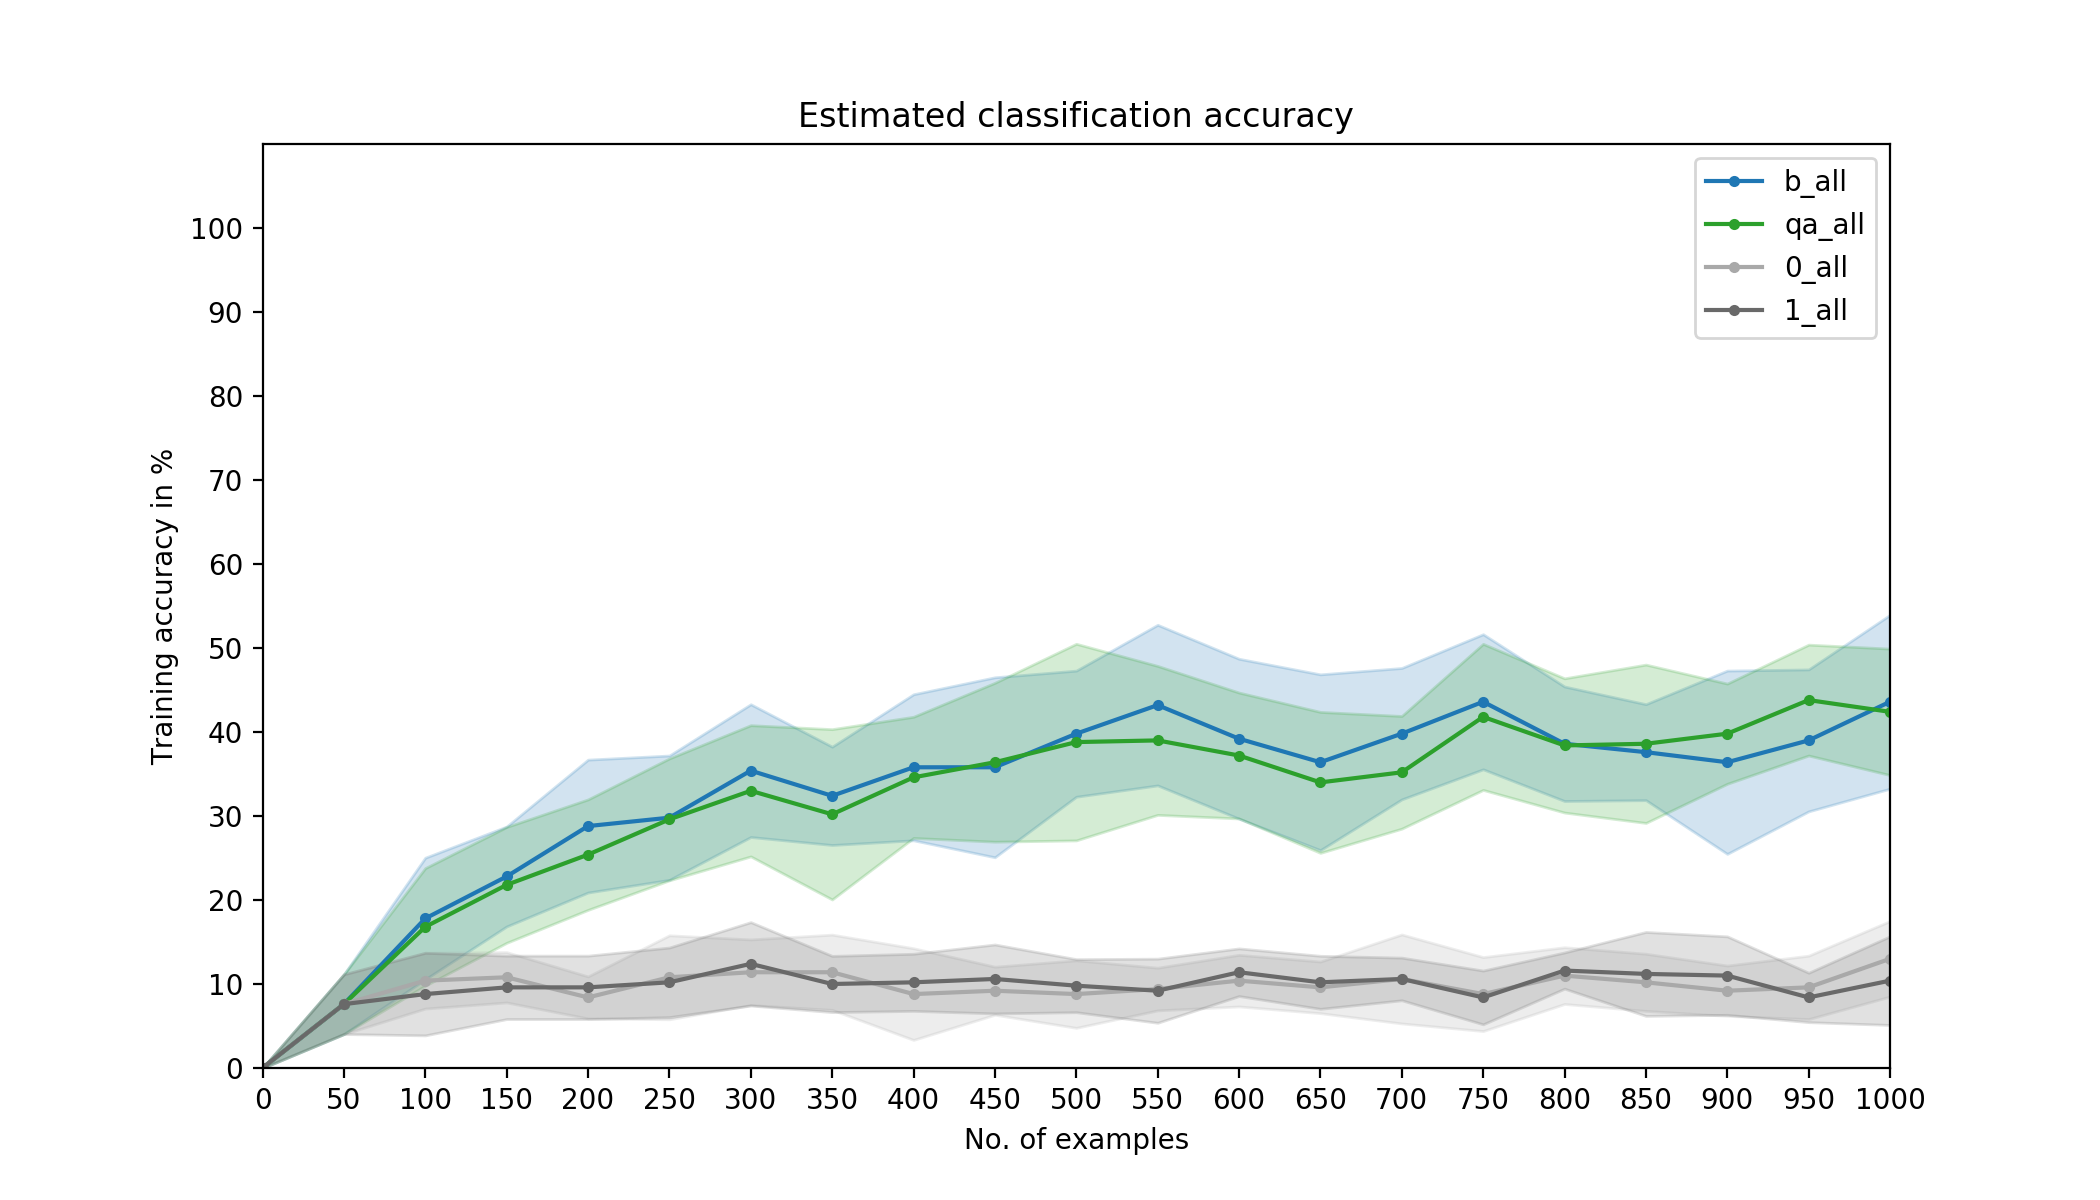 Estimated classification accuracy
b_all
qa_all
0_all
1_all
Training accuracy in %
100
90
80
70
60
50
40
30
20
10
0
0 50 100 150 200 250 300 350 400 450 500 550 600 650 700 750 800 850 900 950 1000
No. of examples